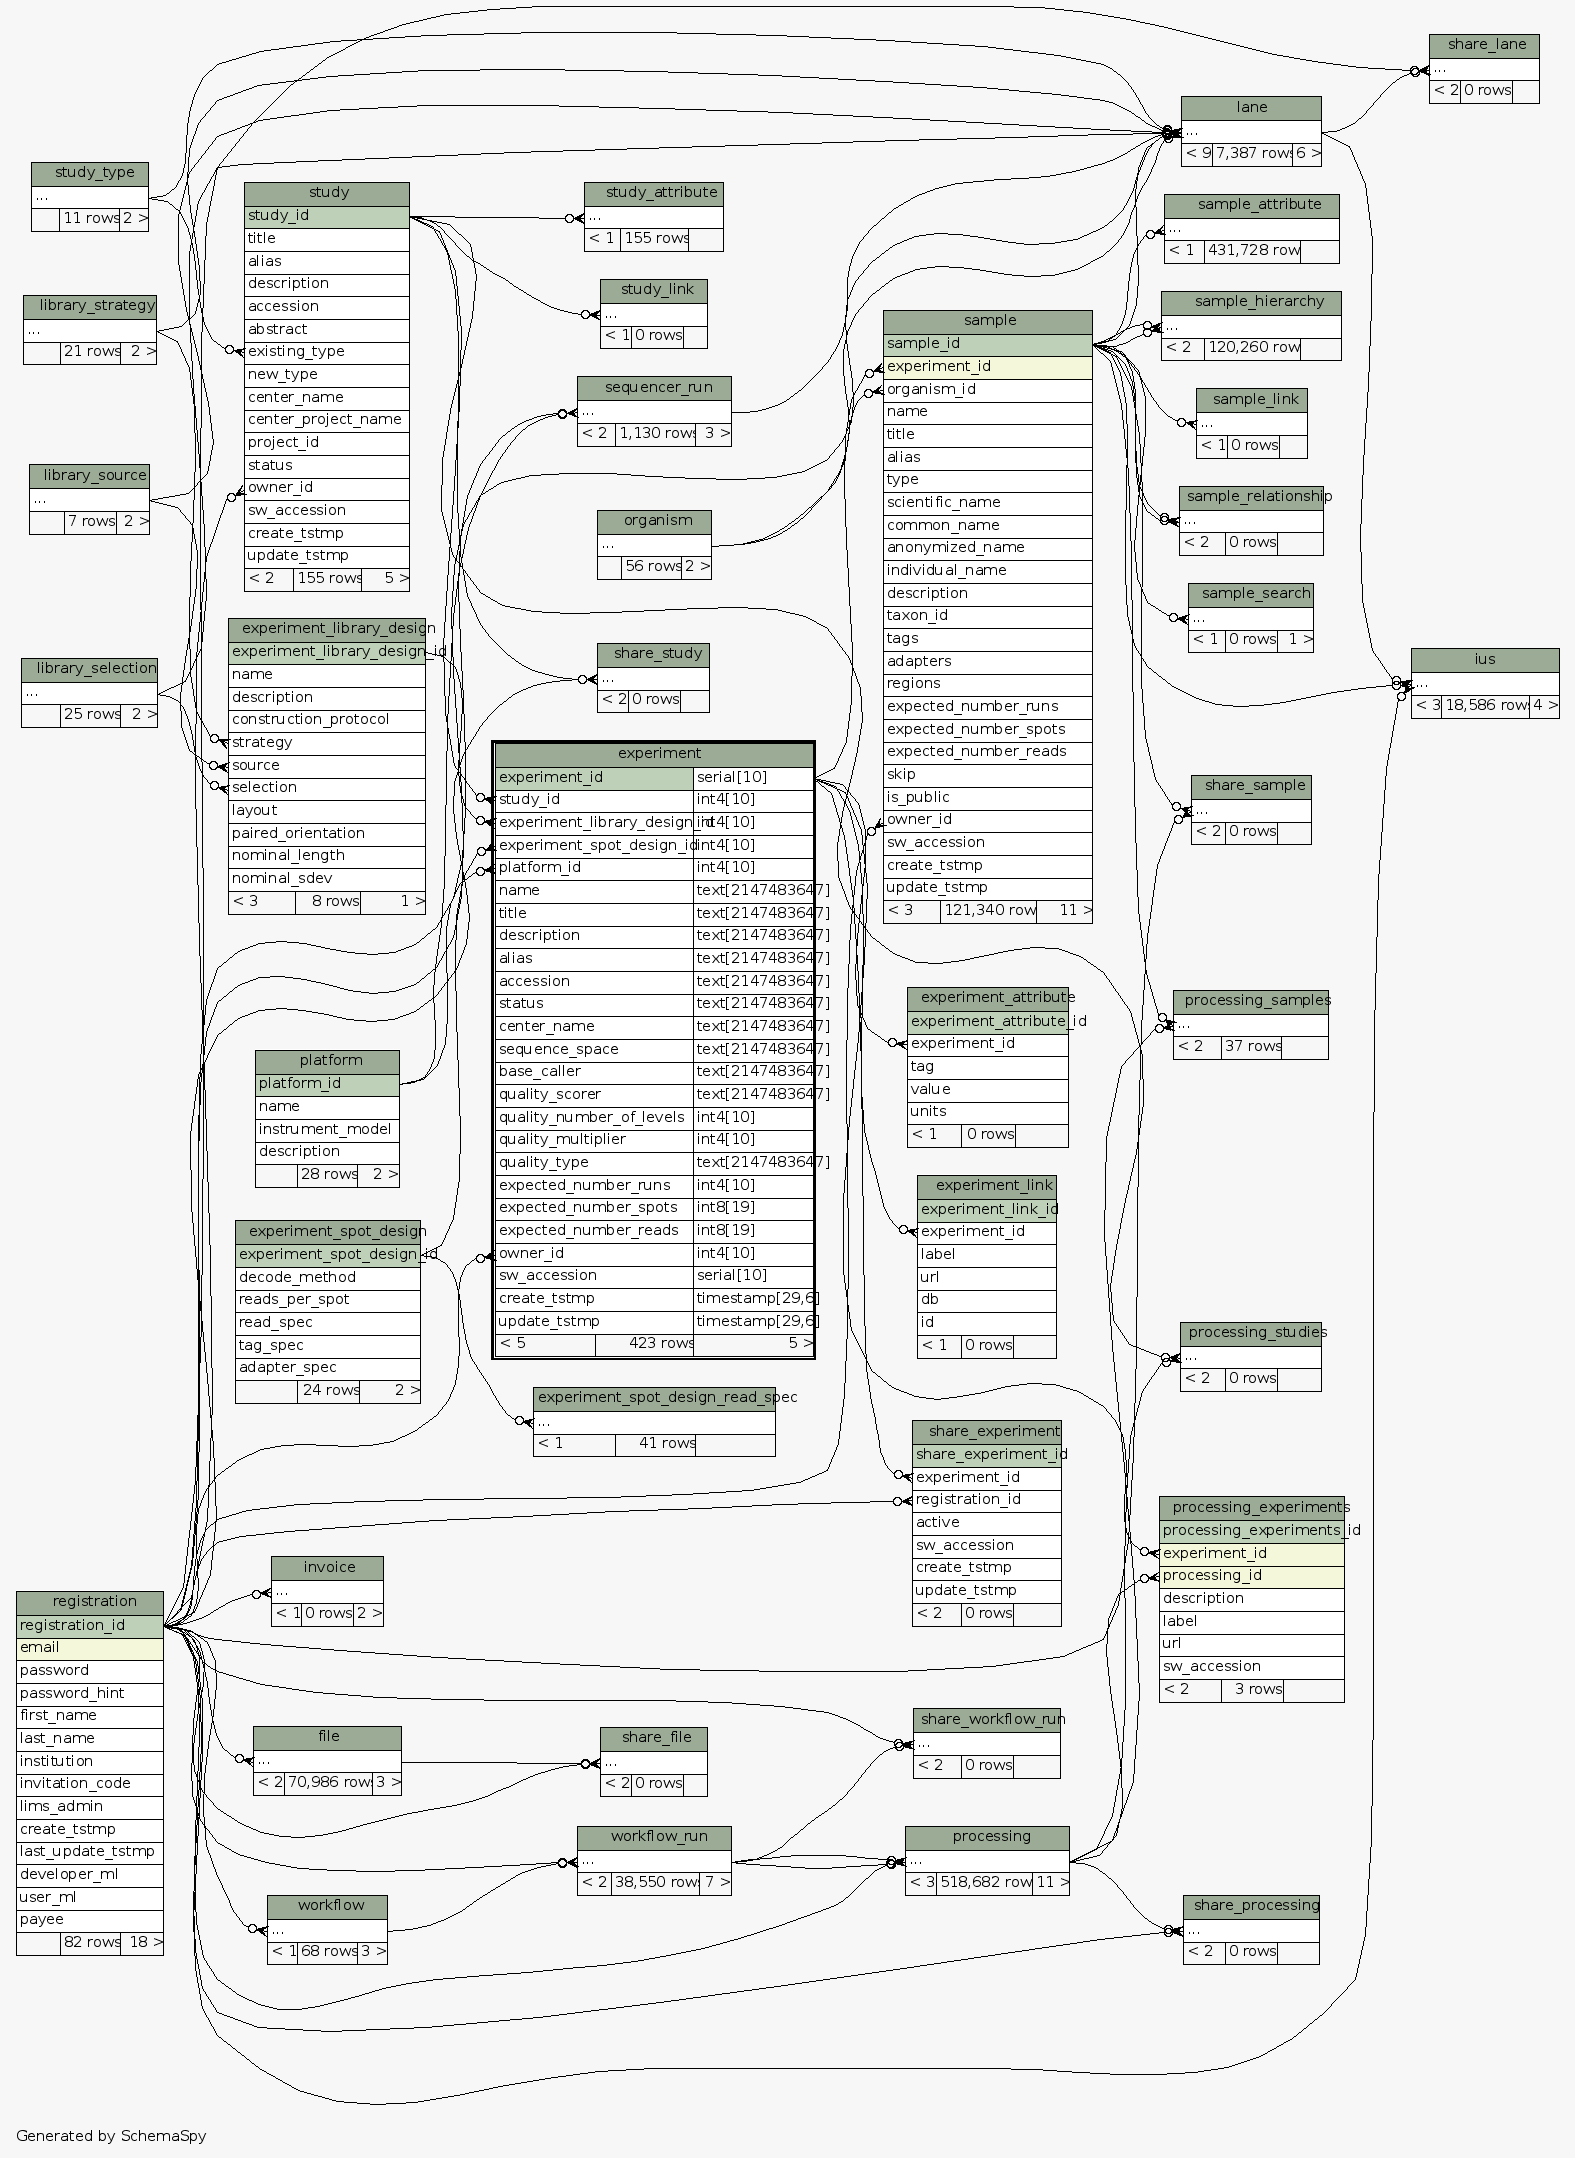 share_lane
...
< 2 0 rows
lane
...
< 9 7,387 rows 6 >
study_type
...
11 rows 2 >
study
study_id
title
alias
description
accession
abstract
existing_type
new_type
center_name
center_project_name
project_id
status
owner_id
sw_accession
create_tstmp
update_tstmp
< 2 155 rows 5 >
study_attribute
...
< 1 155 rows
sample_attribute
...
< 1 431,728 row
study_link
...
< 1 0 rows
sample_hierarchy
...
< 2 120,260 row
library_strategy
...
21 rows 2 >
sample
sample_id
experiment_id
organism_id
name
title
alias
type
scientific_name
common_name
anonymized_name
individual_name
description
taxon_id
tags
adapters
regions
expected_number_runs
expected_number_spots
expected_number_reads
skip
is_public
owner_id
sw_accession
create_tstmp
update_tstmp
< 3 121,340 row 11 >
sequencer_run
...
< 2 1,130 rows 3 >
sample_link
...
< 1 0 rows
library_source
...
7 rows 2 >
organism
...
56 rows 2 >
sample_relationship
...
< 2 0 rows
sample_search
...
< 1 0 rows 1 >
experiment_library_design
experiment_library_design_id
name
description
construction_protocol
strategy
source
selection
layout
paired_orientation
nominal_length
nominal_sdev
< 3 8 rows 1 >
share_study
...
< 2 0 rows
library_selection
...
25 rows 2 >
ius
...
< 3 18,586 rows 4 >
experiment
experiment_id serial[10]
study_id int4[10]
experiment_library_design_id int4[10]
experiment_spot_design_id int4[10]
platform_id int4[10]
name text[2147483647]
title text[2147483647]
description text[2147483647]
alias text[2147483647]
accession text[2147483647]
status text[2147483647]
center_name text[2147483647]
sequence_space text[2147483647]
base_caller text[2147483647]
quality_scorer text[2147483647]
quality_number_of_levels int4[10]
quality_multiplier int4[10]
quality_type text[2147483647]
expected_number_runs int4[10]
expected_number_spots int8[19]
expected_number_reads int8[19]
owner_id int4[10]
sw_accession serial[10]
create_tstmp timestamp[29,6]
update_tstmp timestamp[29,6]
< 5 423 rows 5 >
share_sample
...
< 2 0 rows
experiment_attribute
experiment_attribute_id
experiment_id
tag
value
units
< 1 0 rows
processing_samples
...
< 2 37 rows
platform
platform_id
name
instrument_model
description
28 rows 2 >
experiment_link
experiment_link_id
experiment_id
label
url
db
id
< 1 0 rows
experiment_spot_design
experiment_spot_design_id
decode_method
reads_per_spot
read_spec
tag_spec
adapter_spec
24 rows 2 >
processing_studies
...
< 2 0 rows
experiment_spot_design_read_spec
...
< 1 41 rows
share_experiment
share_experiment_id
experiment_id
registration_id
active
sw_accession
create_tstmp
update_tstmp
< 2 0 rows
processing_experiments
processing_experiments_id
experiment_id
processing_id
description
label
url
sw_accession
< 2 3 rows
invoice
...
< 1 0 rows 2 >
registration
registration_id
email
password
password_hint
first_name
last_name
institution
invitation_code
lims_admin
create_tstmp
last_update_tstmp
developer_ml
user_ml
payee
82 rows 18 >
file
...
< 2 70,986 rows 3 >
share_file
...
< 2 0 rows
share_workflow_run
...
< 2 0 rows
workflow_run
...
< 2 38,550 rows 7 >
processing
...
< 3 518,682 row 11 >
workflow
...
< 1 68 rows 3 >
share_processing
...
< 2 0 rows
Generated by SchemaSpy